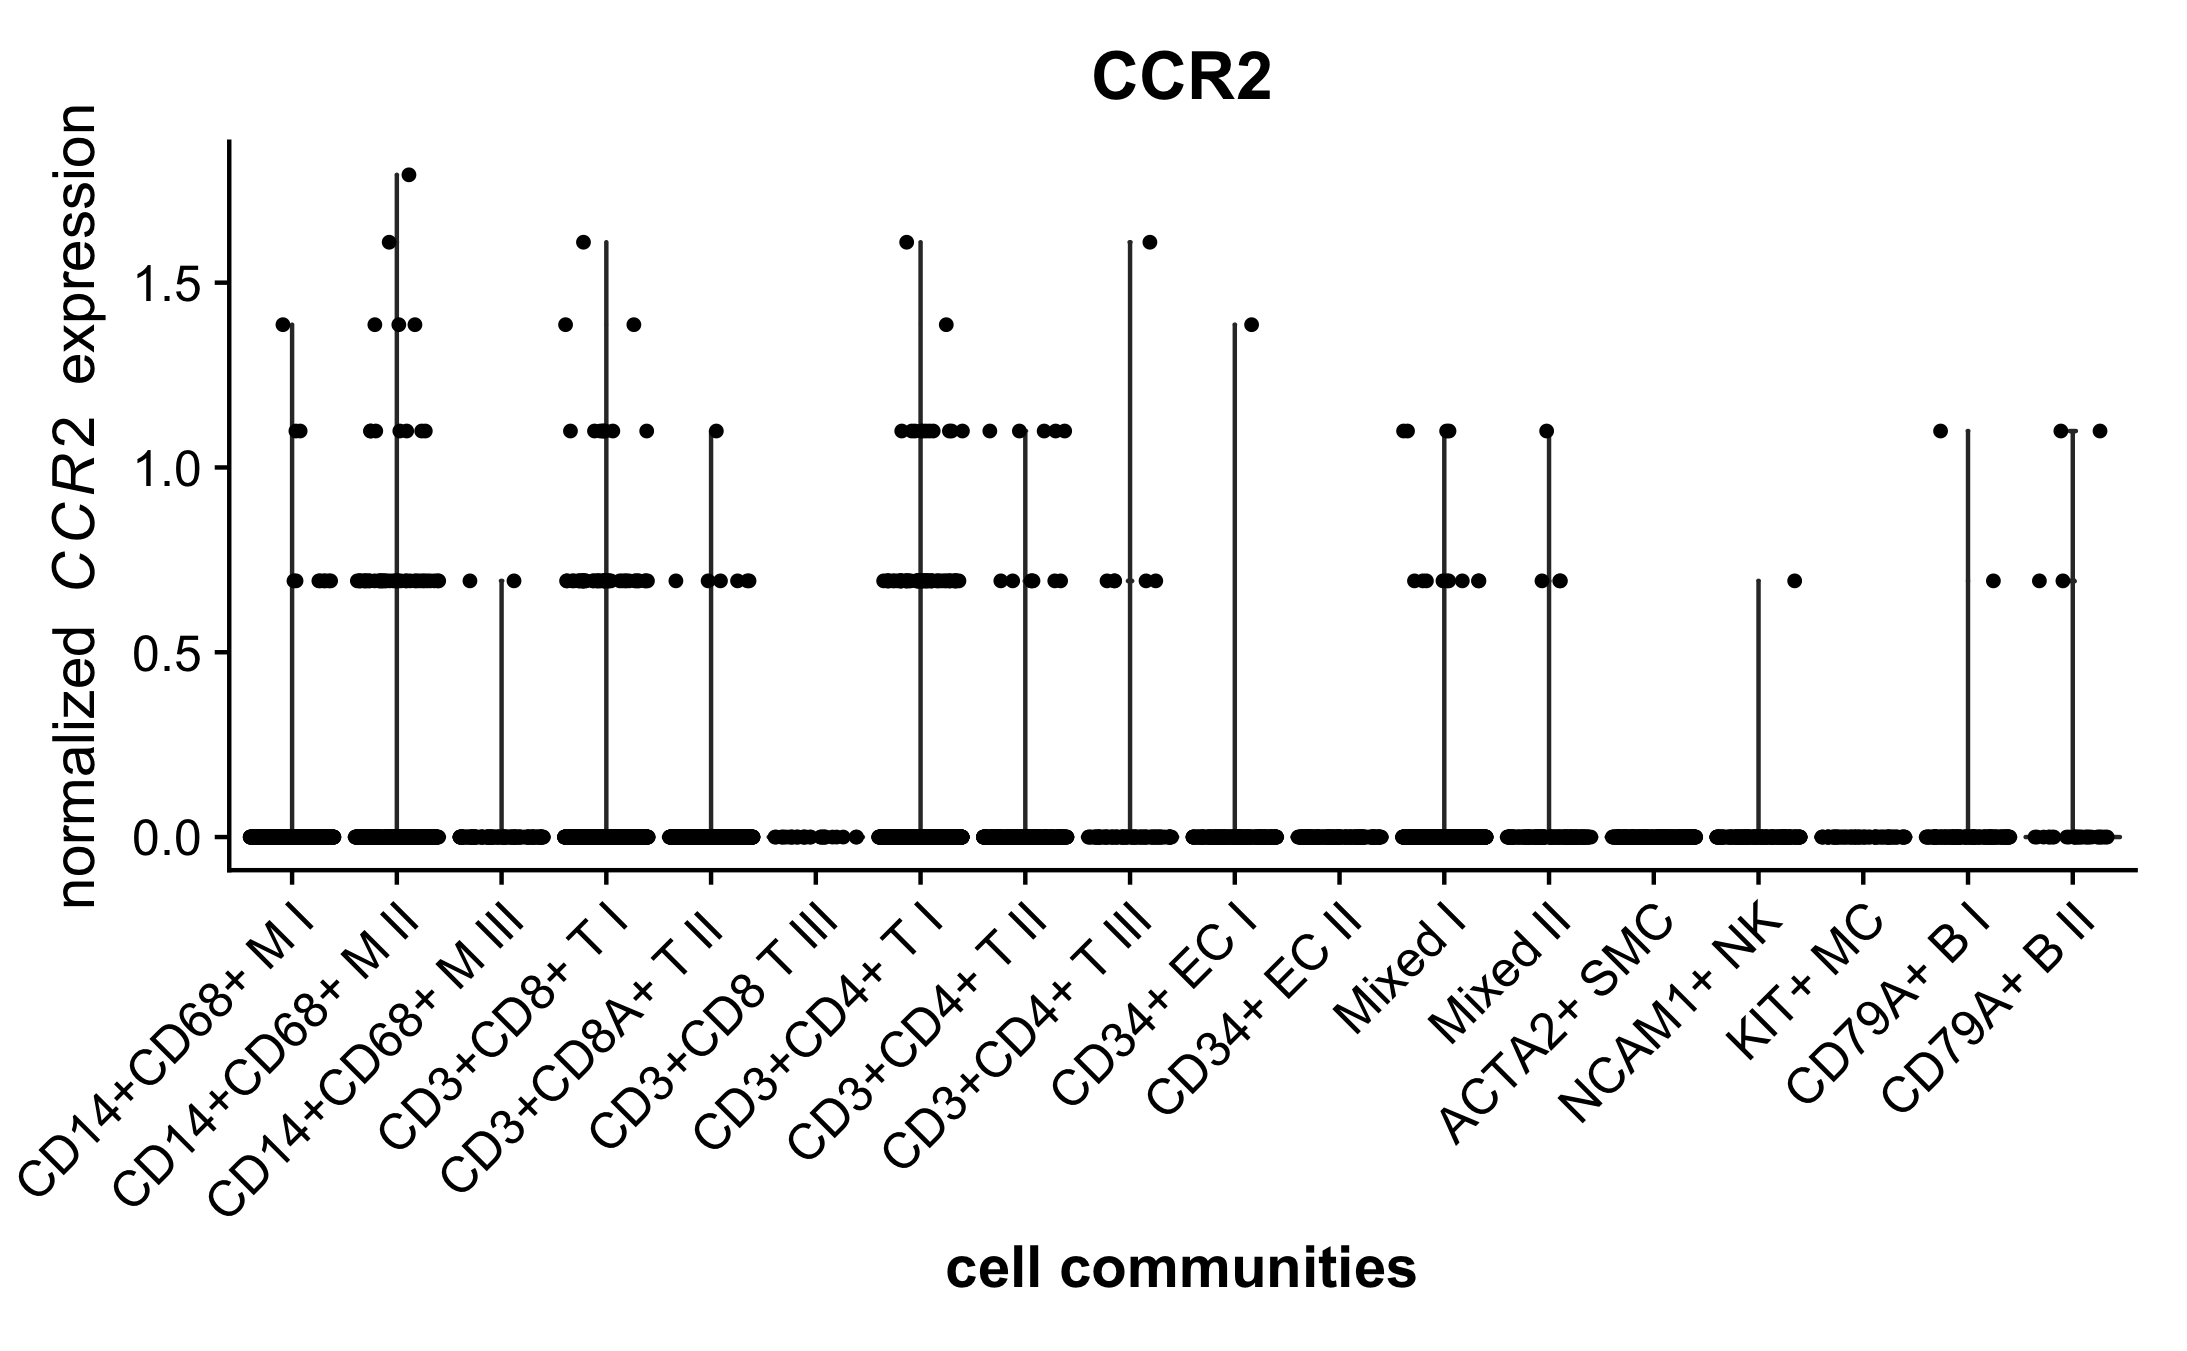 CCR2
normalized CCR2 expression
1.5
1.0
0.5
0.0
CD14+CD68+ M I
CD14+CD68+ M II
CD14+CD68+ M III
CD3+CD8+ T I
CD3+CD8A+ T II
CD3+CD8 T III
CD3+CD4+ T I
CD3+CD4+ T II
CD3+CD4+ T III
CD34+ EC I
CD34+ EC II
Mixed I
Mixed II
ACTA2+ SMC
NCAM1+ NK
KIT+ MC
CD79A+ B I
CD79A+ B II
cell communities